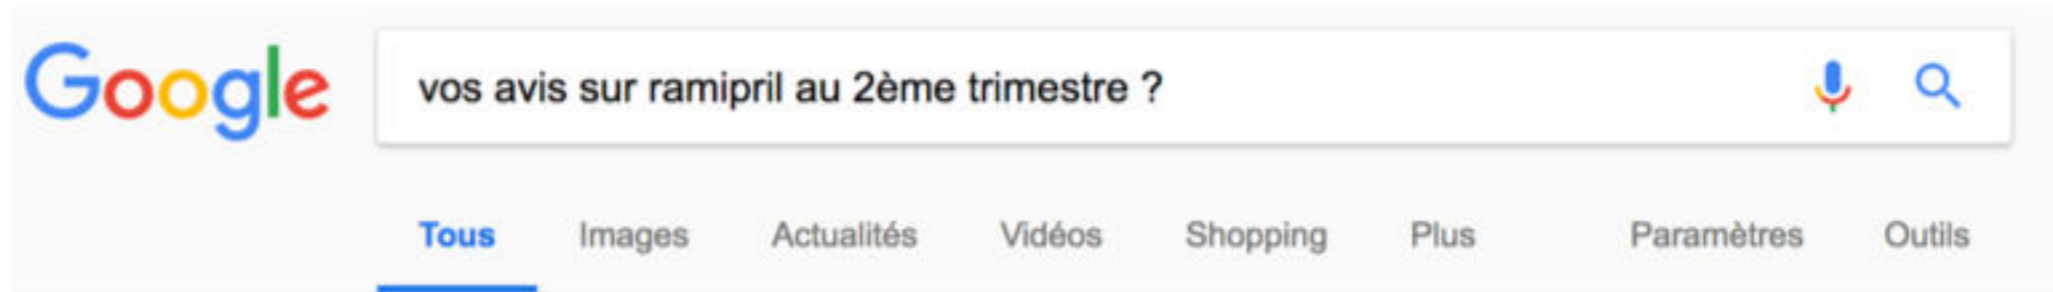 Google vos avis sur ramipril au 2ème trimestre ?
Tous Images Actualités Vidéos Shopping Plus Paramètres Outils